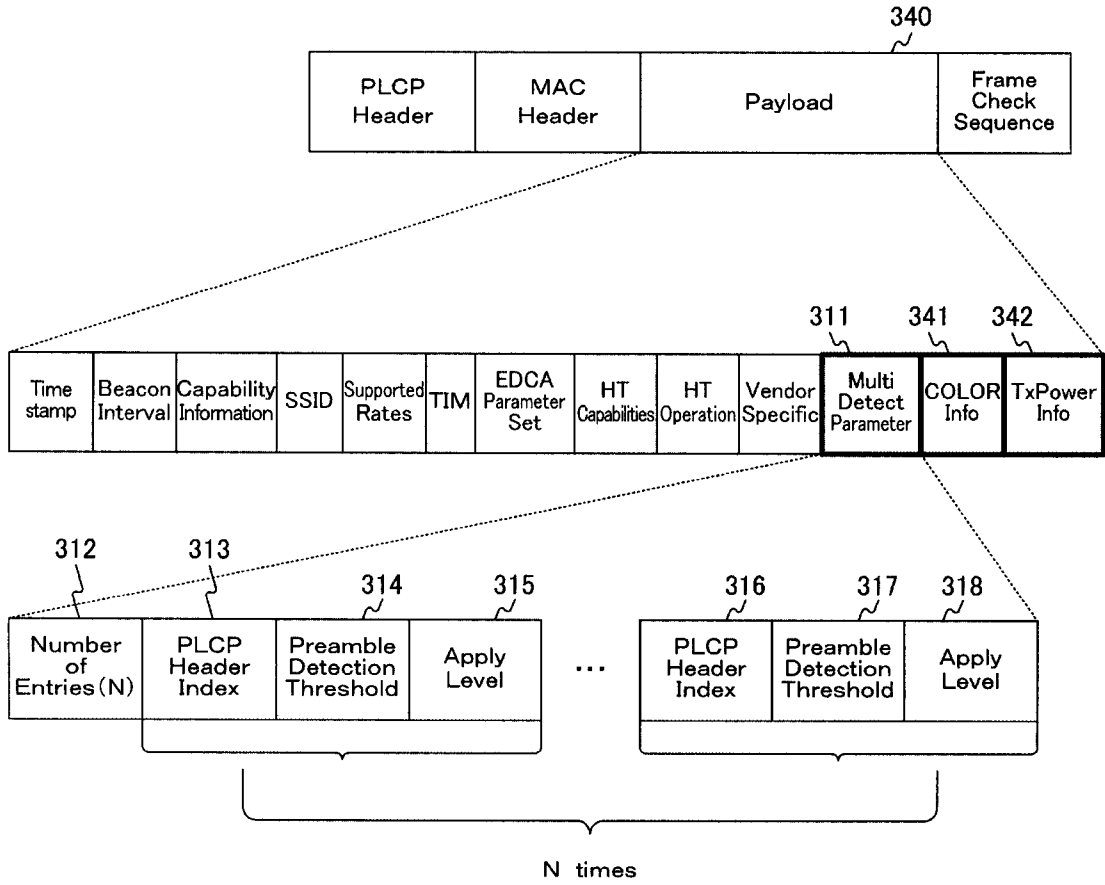 340
PLCP
Header
MAC
Header
Payload
Frame
Check
Sequence
311
341
342
Time
stamp
Beacon
Interval
Capability
Information
SSID
Supported
Rates
TIM
EDCA
Parameter
Set
HT
Capabilities
HT
Operation
Vendor
Specific
Multi
Detect
Parameter
COLOR
Info
TxPower
Info
312
313
314
315
316
317
318
Number
of
Entries(N)
PLCP
Header
Index
Preamble
Detection
Threshold
Apply
Level
...
PLCP
Header
Index
Preamble
Detection
Threshold
Apply
Level
N times